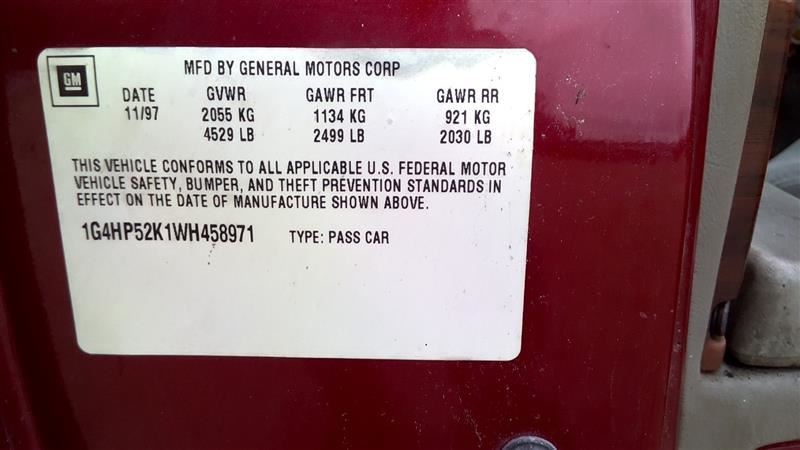 GM
MFD BY GENERAL MOTORS CORP
DATE GVWR GAWR FRT GAWR RR
11/97 2055 KG 1134 KG 921 KG
4529 LB 2499 LB 2030 LB
THIS VEHICLE CONFORMS TO ALL APPLICABLE U.S. FEDERAL MOTOR
VEHICLE SAFETY, BUMPER, AND THEFT PREVENTION STANDARDS IN
EFFECT ON THE DATE OF MANUFACTURE SHOWN ABOVE.
1G4HP52K1WH458971 TYPE: PASS CAR